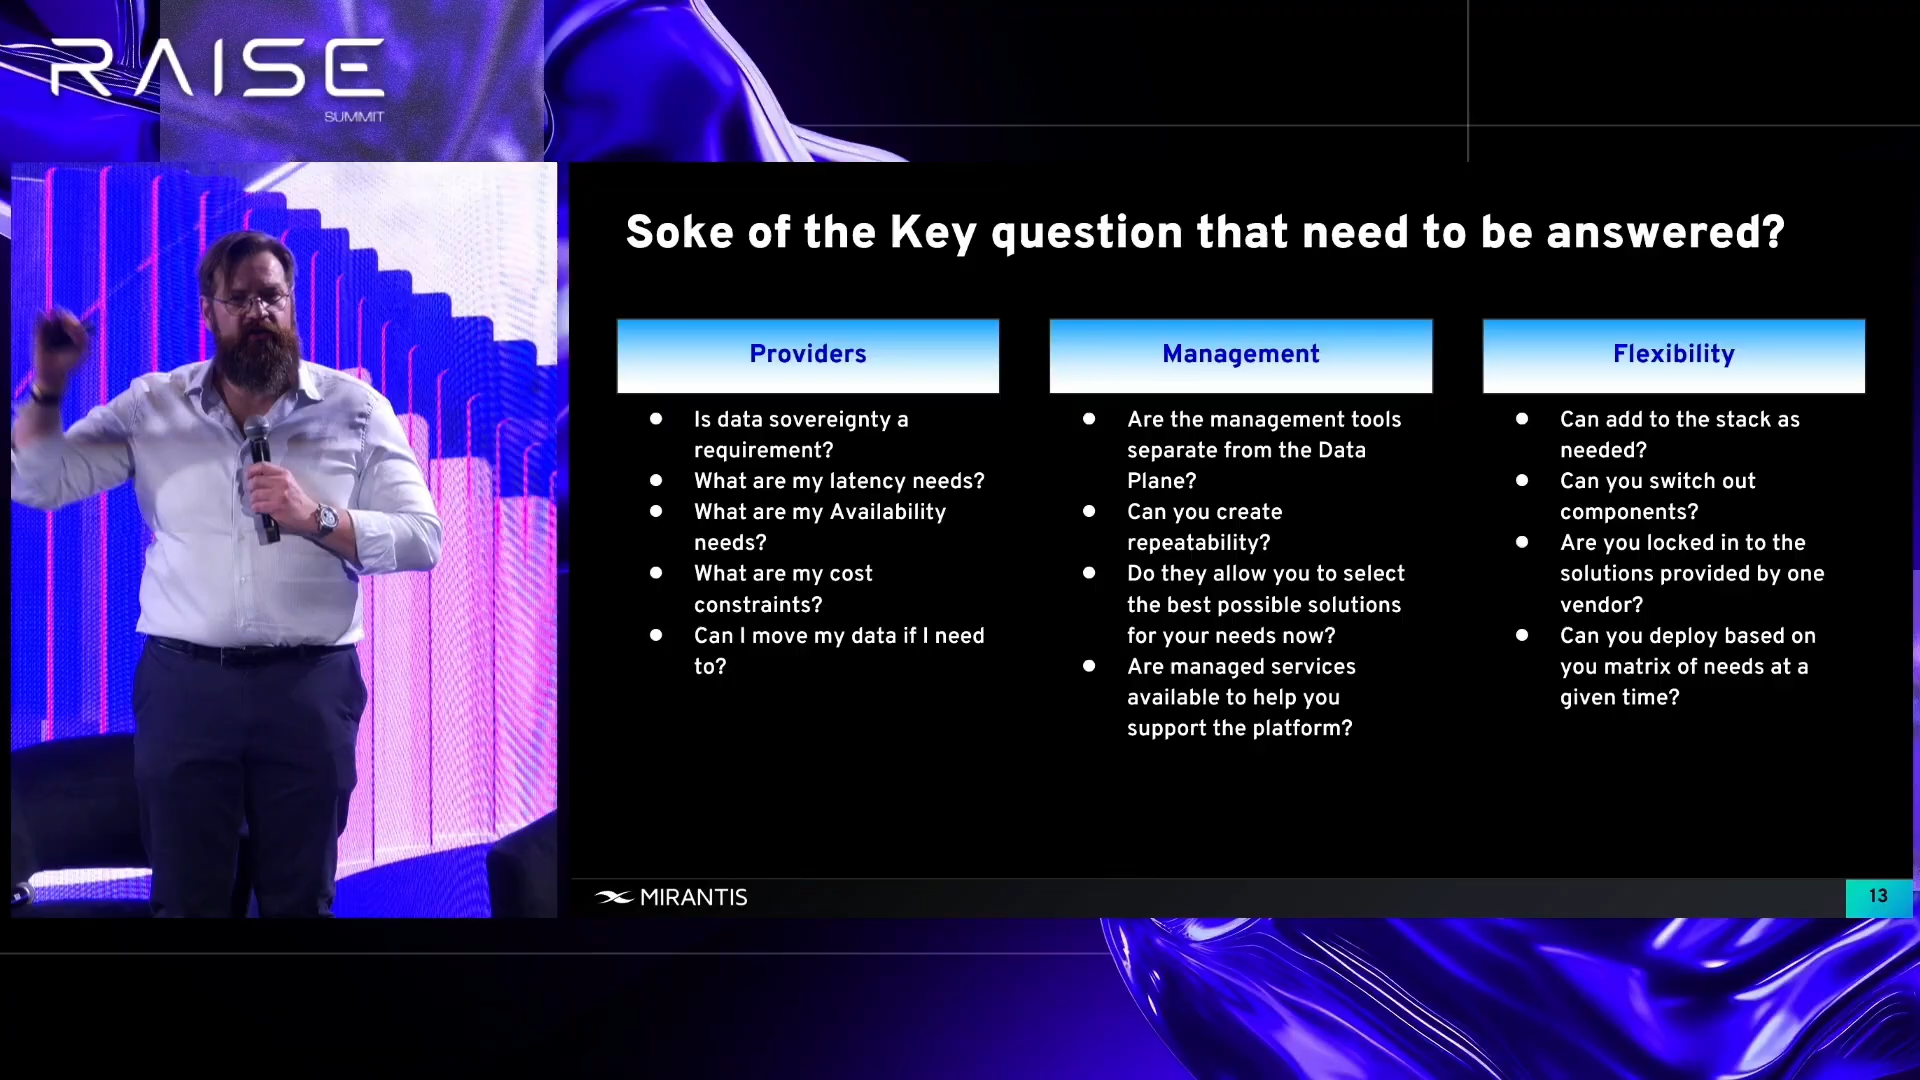 RAISE
SUMMIT
Soke of the Key question that need to be answered?
Providers
Is data sovereignty a
requirement?
What are my latency needs?
What are my Availability
needs?
What are my cost
constraints?
Can I move my data if I need
to?
Management
Are the management tools
separate from the Data
Plane?
Can you create
repeatability?
Do they allow you to select
the best possible solutions
for your needs now?
Are managed services
available to help you
support the platform?
Flexibility
Can add to the stack as
needed?
Can you switch out
components?
Are you locked in to the
solutions provided by one
vendor?
Can you deploy based on
you matrix of needs at a
given time?
MIRANTIS
13